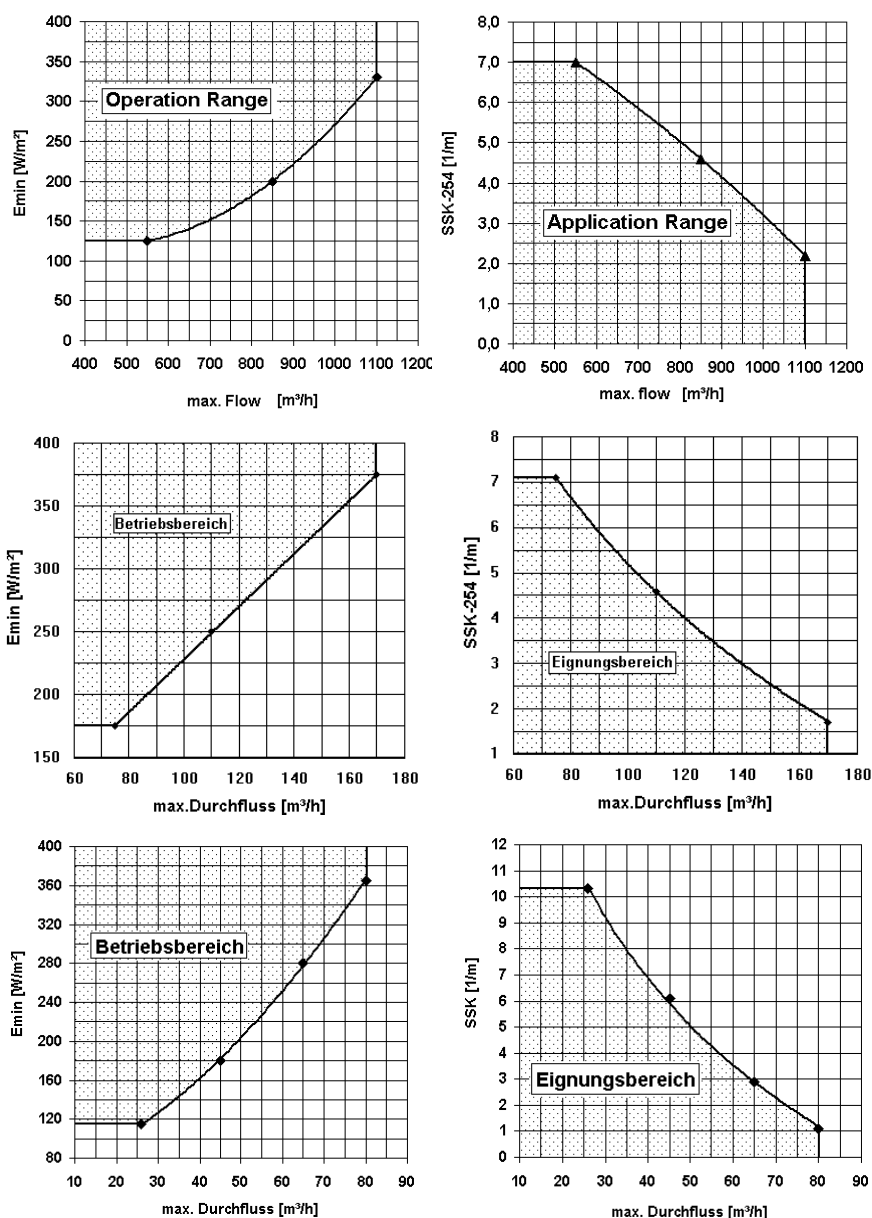 400
350
300
250
200
150
100
50
0
Emin [W/m²]
Operation Range
400 500 600 700 800 900 1000 1100 1200
max. Flow [m³/h]
8,0
7,0
6,0
5,0
4,0
3,0
2,0
1,0
0,0
SSK-254 [1/m]
Application Range
400 500 600 700 800 900 1000 1100 1200
max. flow [m³/h]
400
350
300
250
200
150
Emin [W/m²]
Betriebsbereich
60 80 100 120 140 160 180
max.Durchfluss [m³/h]
8
7
6
5
4
3
2
1
SSK-254 [1/m]
Eignungsbereich
60 80 100 120 140 160 180
max.Durchfluss [m³/h]
400
360
320
280
240
200
160
120
80
Emin [W/m²]
Betriebsbereich
10 20 30 40 50 60 70 80 90
max. Durchfluss [m³/h]
12
11
10
9
8
7
6
5
4
3
2
1
0
SSK [1/m]
Eignungsbereich
10 20 30 40 50 60 70 80 90
max. Durchfluss [m³/h]